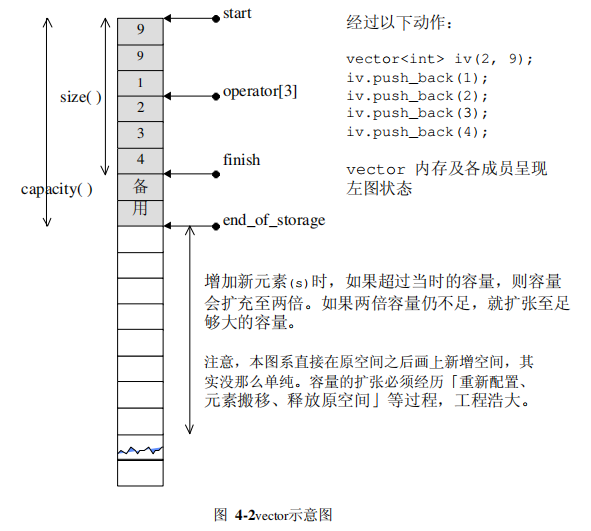 start
9
9
1
size( )
operator[3]
2
3
4
finish
capacity( )
备
用
end_of_storage
经过以下动作：
vector<int> iv(2, 9);
iv.push_back(1);
iv.push_back(2);
iv.push_back(3);
iv.push_back(4);
vector 内存及各成员呈现
左图状态
增加新元素(s)时，如果超过当时的容量，则容量
会扩充至两倍。如果两倍容量仍不足，就扩张至足
够大的容量。
注意，本图系直接在原空间之后画上新增空间，其
实没那么单纯。容量的扩张必须经历「重新配置、
元素搬移、释放原空间」等过程，工程浩大。
图 4-2vector示意图